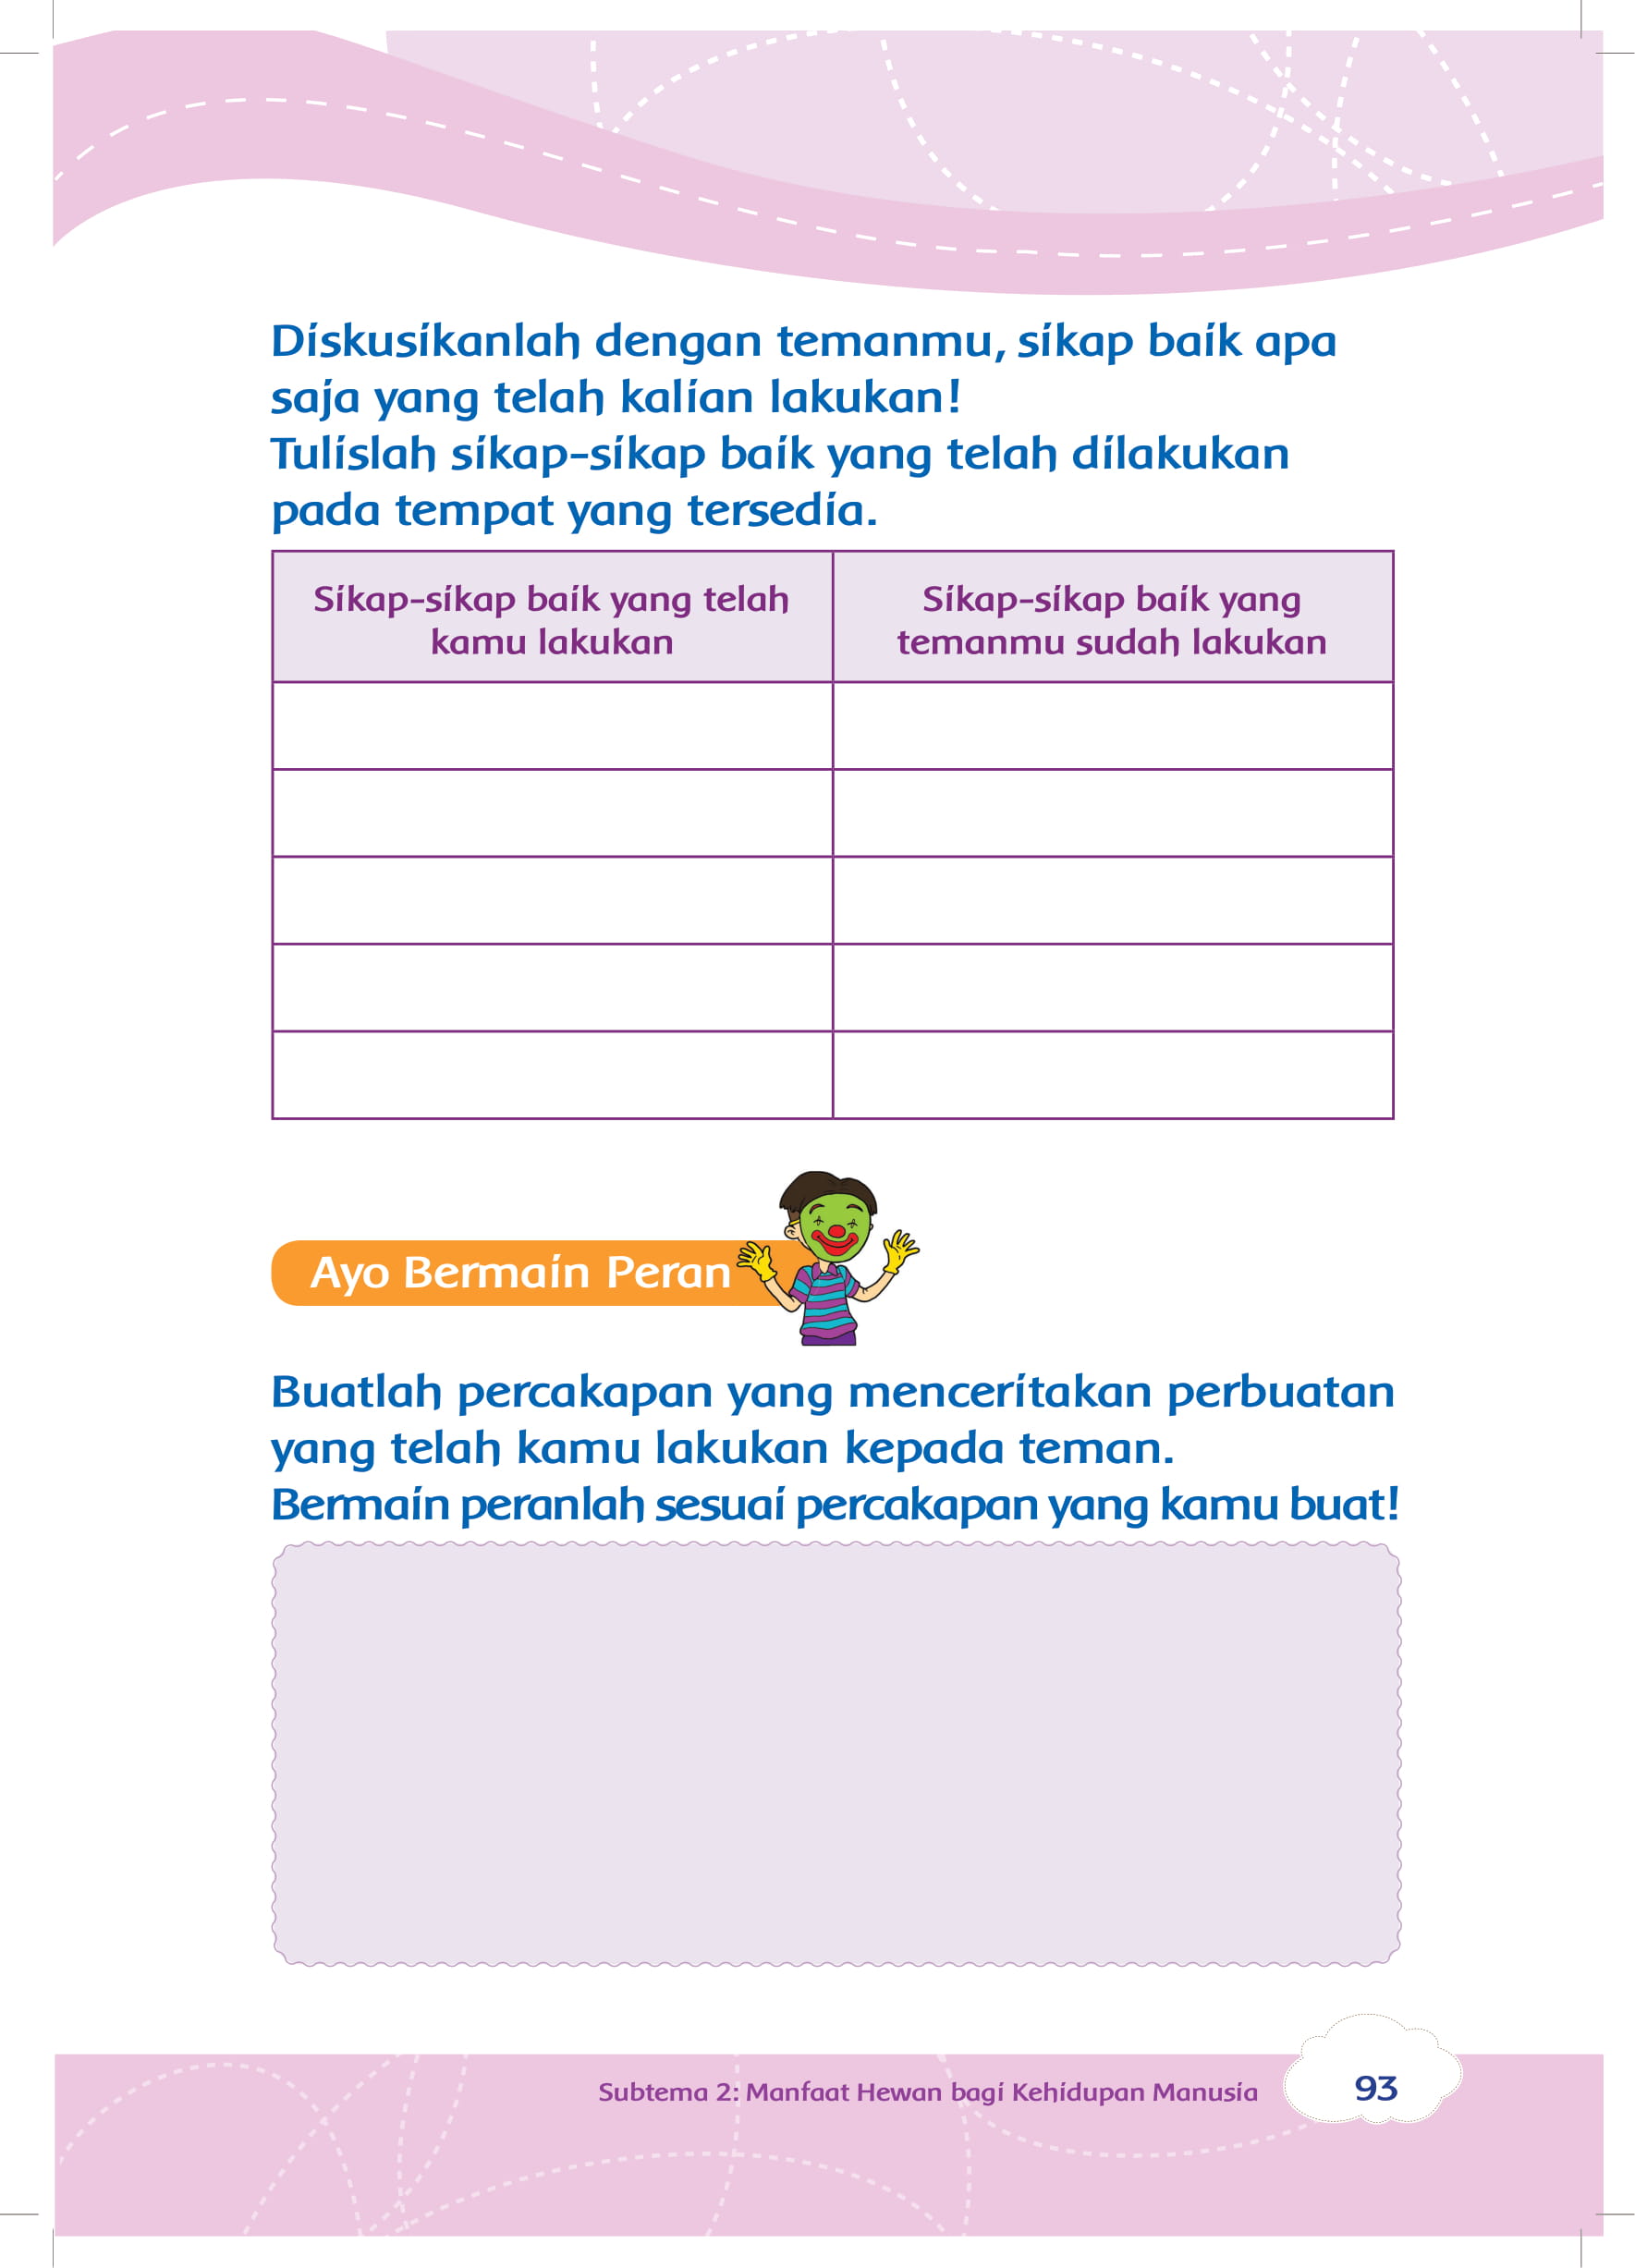 Diskusikanlah dengan temanmu, sikap baik apa
saja yang telah kalian lakukan!
Tulislah sikap-sikap baik yang telah dilakukan
pada tempat yang tersedia.
Sikap-sikap baik yang telah
kamu lakukan
Sikap-sikap baik yang
temanmu sudah lakukan
Ayo Bermain Peran
Buatlah percakapan yang menceritakan perbuatan
yang telah kamu lakukan kepada teman.
Bermain peranlah sesuai percakapan yang kamu buat!
Subtema 2: Manfaat Hewan bagi Kehidupan Manusia
93